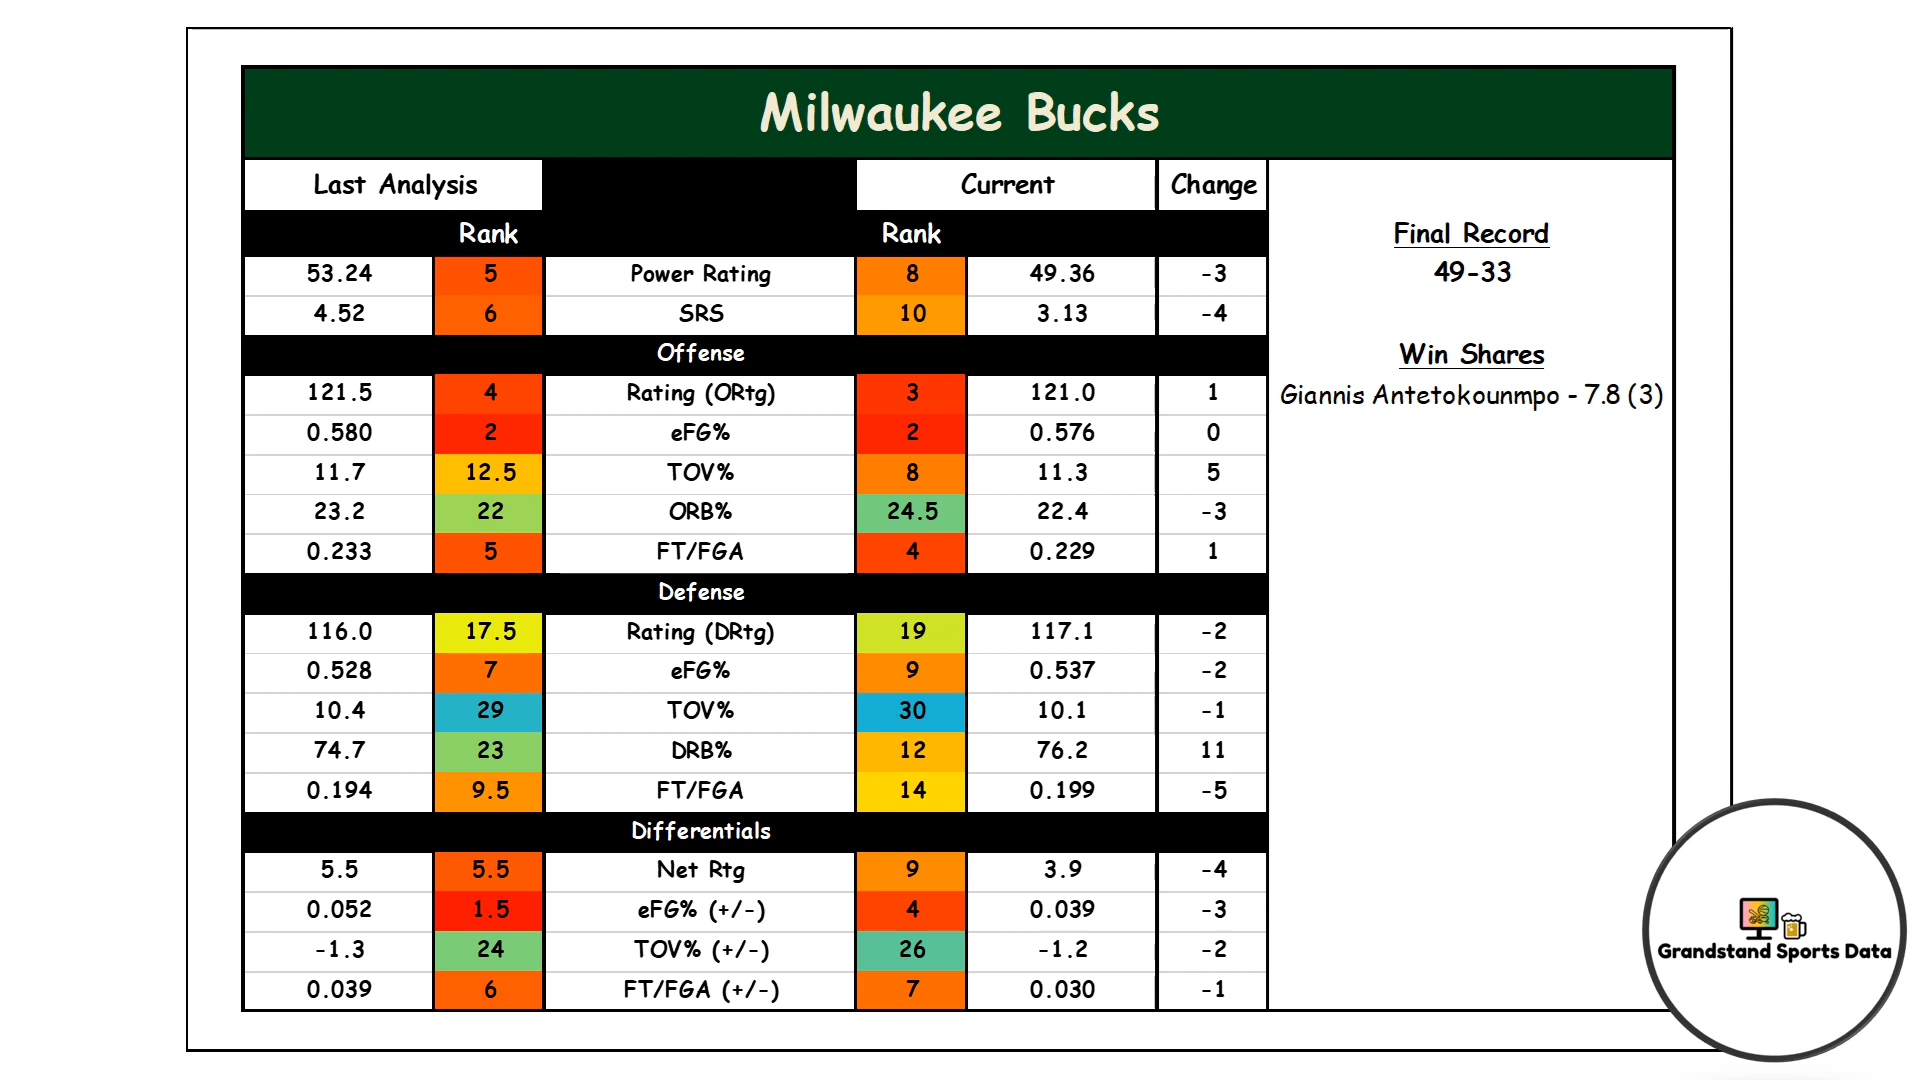 Milwaukee Bucks
Last Analysis Current Change
Rank Rank
53.24 5 Power Rating 8 49.36 -3
4.52 6 SRS 10 3.13 -4
Offense
121.5 4 Rating (ORtg) 3 121.0 1
0.580 2 eFG% 2 0.576 0
11.7 12.5 TOV% 8 11.3 5
23.2 22 ORB% 24.5 22.4 -3
0.233 5 FT/FGA 4 0.229 1
Defense
116.0 17.5 Rating (DRtg) 19 117.1 -2
0.528 7 eFG% 9 0.537 -2
10.4 29 TOV% 30 10.1 -1
74.7 23 DRB% 12 76.2 11
0.194 9.5 FT/FGA 14 0.199 -5
Differentials
5.5 5.5 Net Rtg 9 3.9 -4
0.052 1.5 eFG% (+/-) 4 0.039 -3
-1.3 24 TOV% (+/-) 26 -1.2 -2
0.039 6 FT/FGA (+/-) 7 0.030 -1
Final Record
49-33
Win Shares
Giannis Antetokounmpo - 7.8 (3)
Grandstand Sports Data